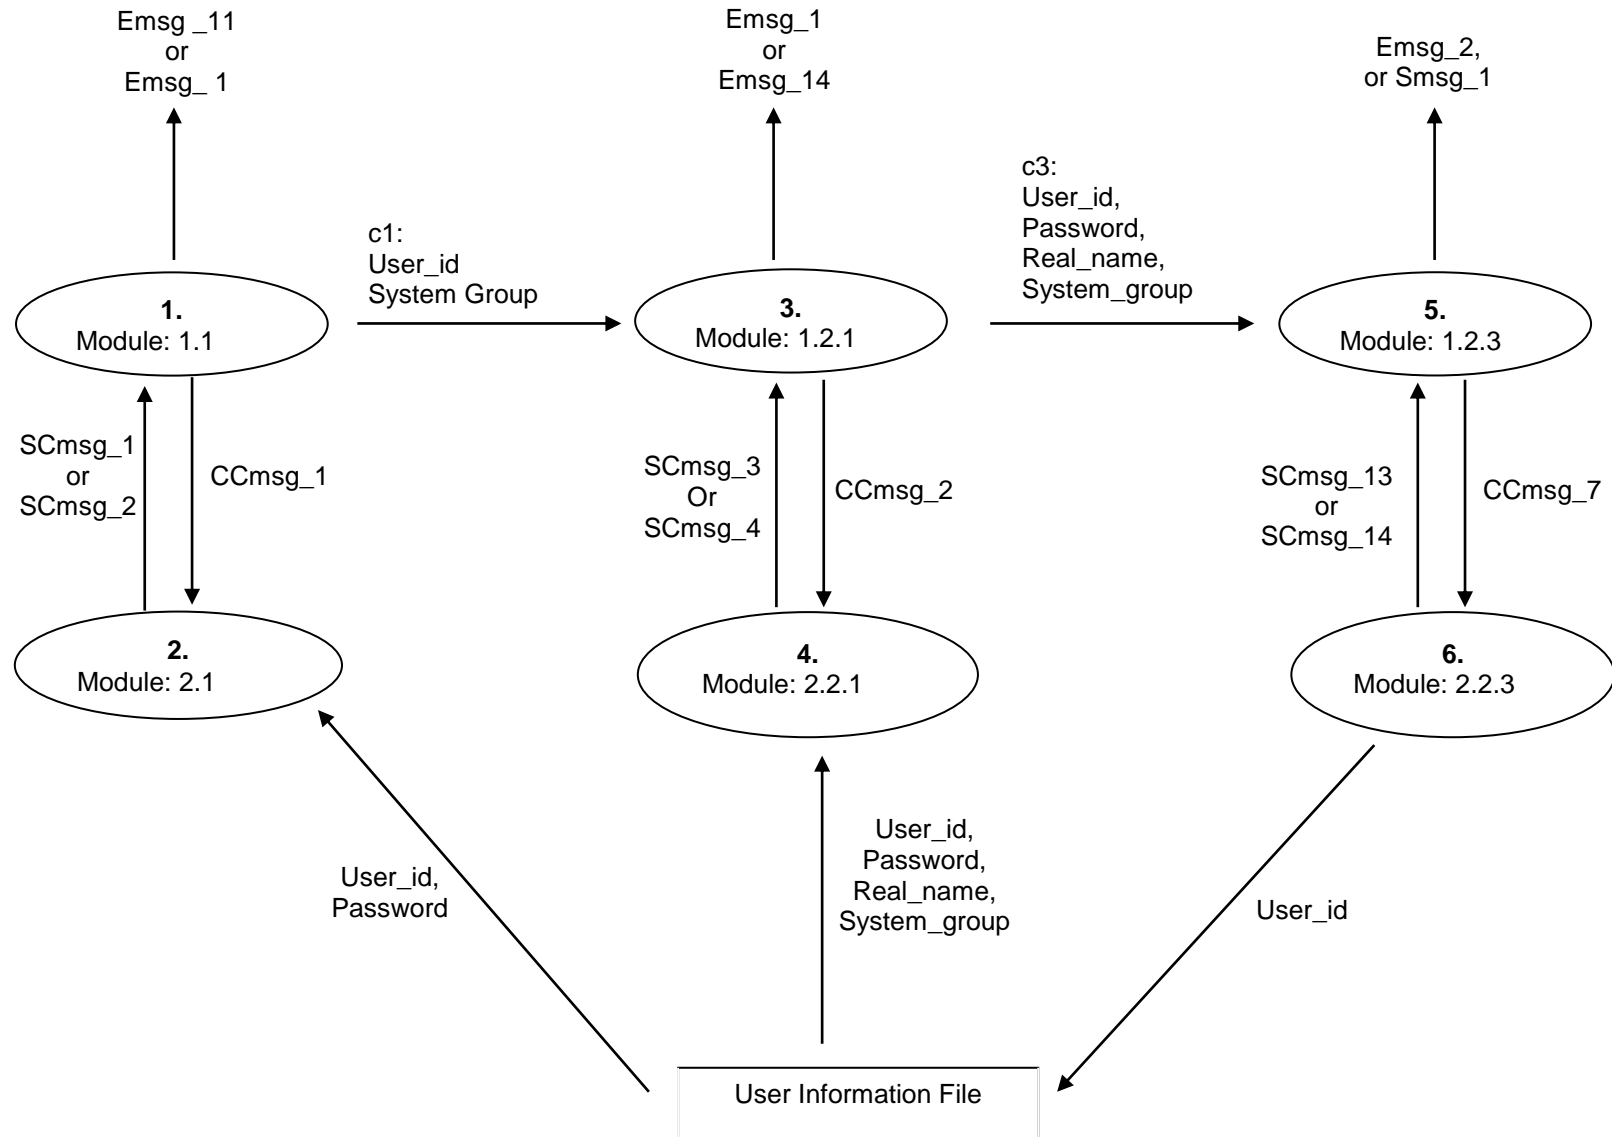 Emsg _11
or
Emsg_ 1
Emsg_1
or
Emsg_14
Emsg_2,
or Smsg_1
c1:
User_id
System Group
c3:
User_id,
Password,
Real_name,
System_group
1.
Module: 1.1
3.
Module: 1.2.1
5.
Module: 1.2.3
SCmsg_1
or
SCmsg_2
CCmsg_1
SCmsg_3
Or
SCmsg_4
CCmsg_2
SCmsg_13
or
SCmsg_14
CCmsg_7
2.
Module: 2.1
4.
Module: 2.2.1
6.
Module: 2.2.3
User_id,
Password
User_id,
Password,
Real_name,
System_group
User_id
User Information File